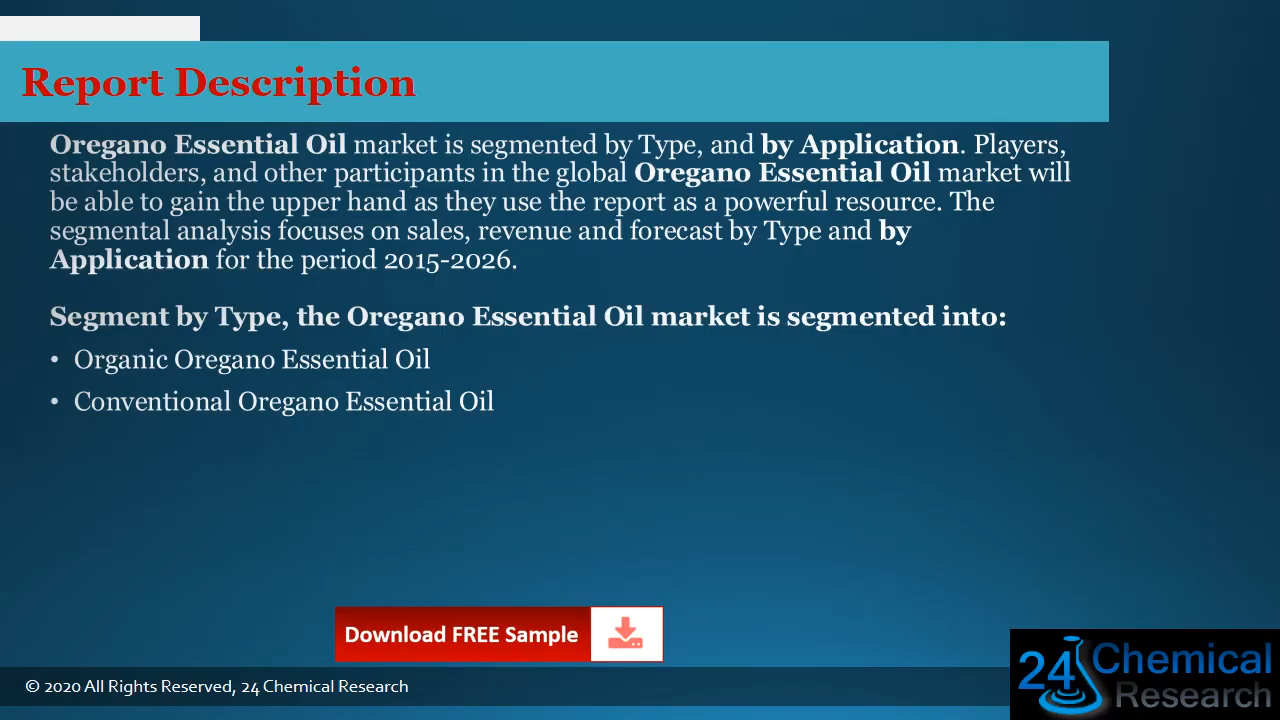 Report Description
Oregano Essential Oil market is segmented by Type, and by Application. Players,
stakeholders, and other participants in the global Oregano Essential Oil market will
be able to gain the upper hand as they use the report as a powerful resource. The
segmental analysis focuses on sales, revenue and forecast by Type and by
Application for the period 2015-2026.
Segment by Type, the Oregano Essential Oil market is segmented into:
• Organic Oregano Essential Oil
• Conventional Oregano Essential Oil
Download FREE Sample
© 2020 All Rights Reserved, 24 Chemical Research
24 Chemical
Research